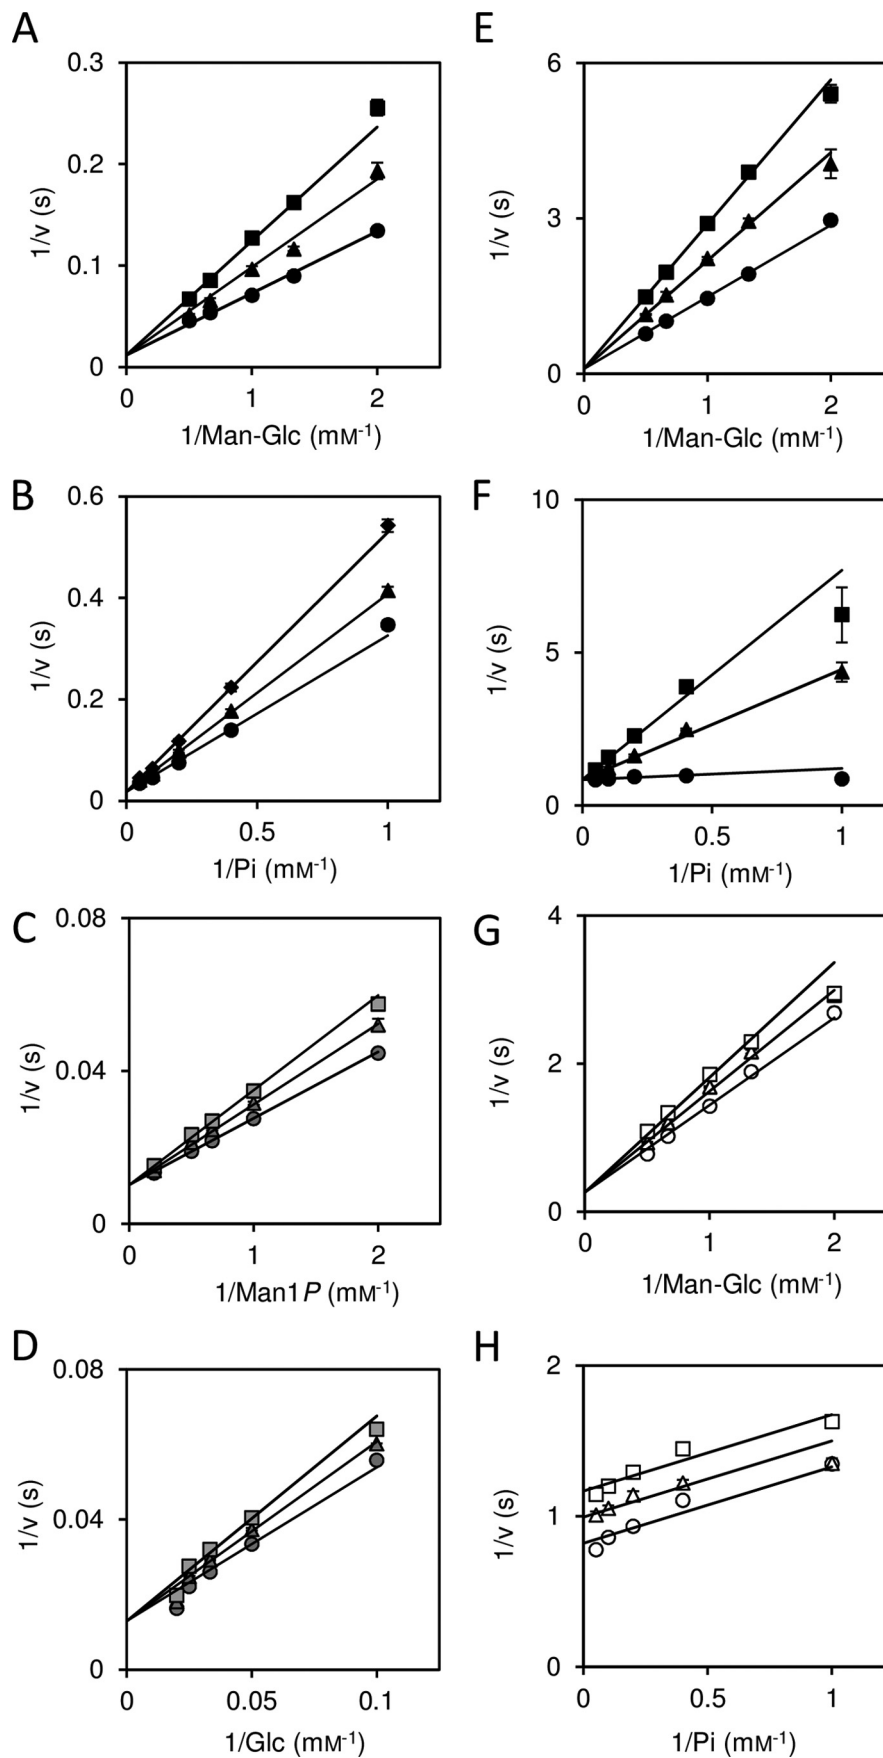 A
0.3
0.2
0.1
0
1/v (s)
0
1
2
1/Man-Glc (mM-1)
E
6
3
0
1/v (s)
0
1
2
1/Man-Glc (mM-1)
B
0.6
0.4
0.2
0
1/v (s)
0
0.5
1
1/Pi (mM-1)
F
10
5
0
1/v (s)
0
0.5
1
1/Pi (mM-1)
C
0.08
0.04
0
1/v (s)
0
1
2
1/Man1P (mM-1)
G
4
2
0
1/v (s)
0
1
2
1/Man-Glc (mM-1)
D
0.08
0.04
0
1/v (s)
0
0.05
0.1
1/Glc (mM-1)
H
2
1
0
1/v (s)
0
0.5
1
1/Pi (mM-1)